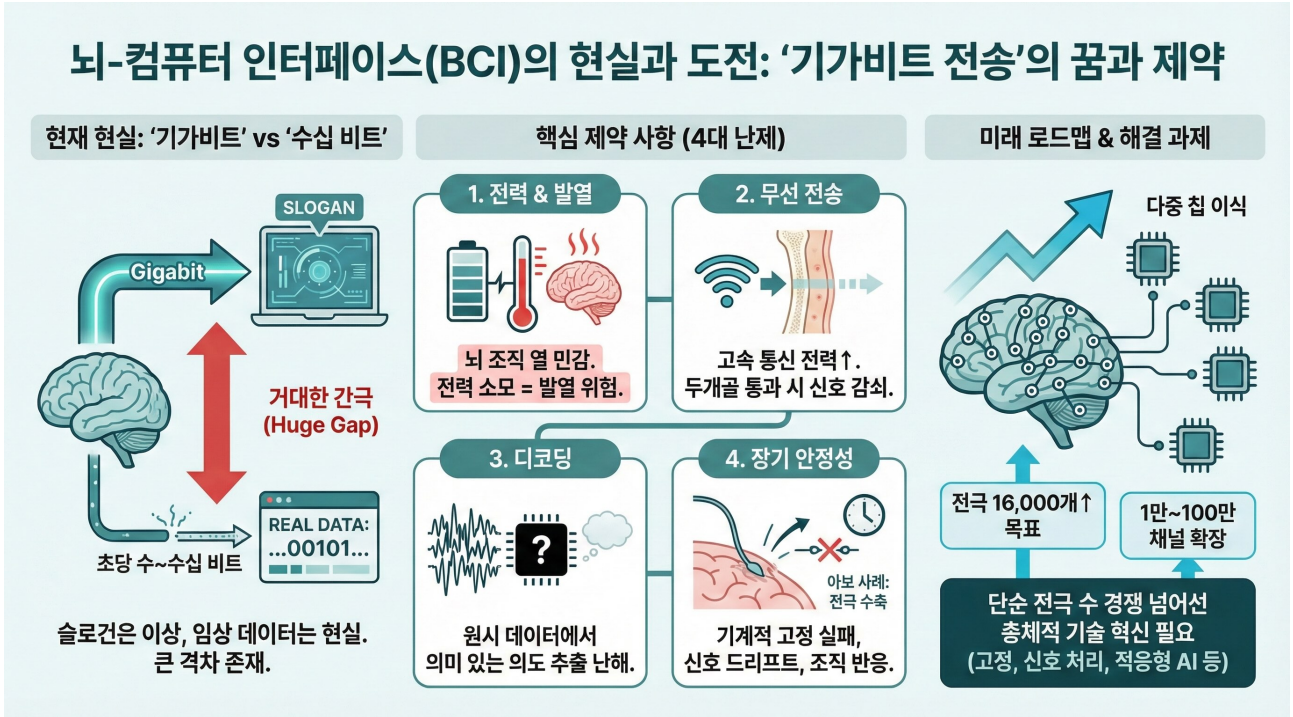 뇌-컴퓨터 인터페이스(BCI)의 현실과 도전: ‘기가비트 전송’의 꿈과 제약
현재 현실: ‘기가비트’ vs ‘수십 비트’
SLOGAN
Gigabit
거대한 간극
(Huge Gap)
REAL DATA:
...00101...
초당 수~수십 비트
슬로건은 이상, 임상 데이터는 현실.
큰 격차 존재.
핵심 제약 사항 (4대 난제)
1. 전력 & 발열
뇌 조직 열 민감.
전력 소모 = 발열 위험.
2. 무선 전송
고속 통신 전력↑.
두개골 통과 시 신호 감쇠.
3. 디코딩
?
원시 데이터에서
의미 있는 의도 추출 난해.
4. 장기 안정성
아보 사례:
전극 수축
기계적 고정 실패,
신호 드리프트, 조직 반응.
미래 로드맵 & 해결 과제
다중 칩 이식
전극 16,000개↑
목표
1만~100만
채널 확장
단순 전극 수 경쟁 넘어선
총체적 기술 혁신 필요
(고정, 신호 처리, 적응형 AI 등)